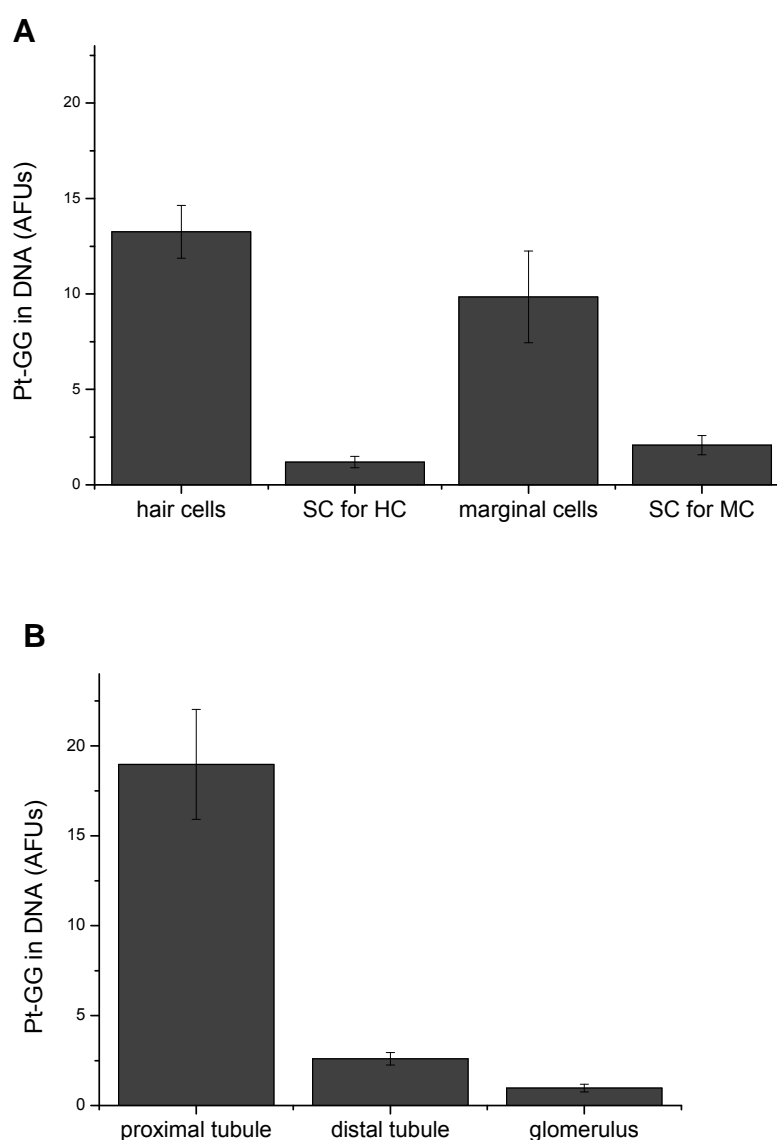 A
Pt-GG in DNA (AFUs)
20
15
10
5
0
hair cells SC for HC marginal cells SC for MC
B
Pt-GG in DNA (AFUs)
20
15
10
5
0
proximal tubule distal tubule glomerulus